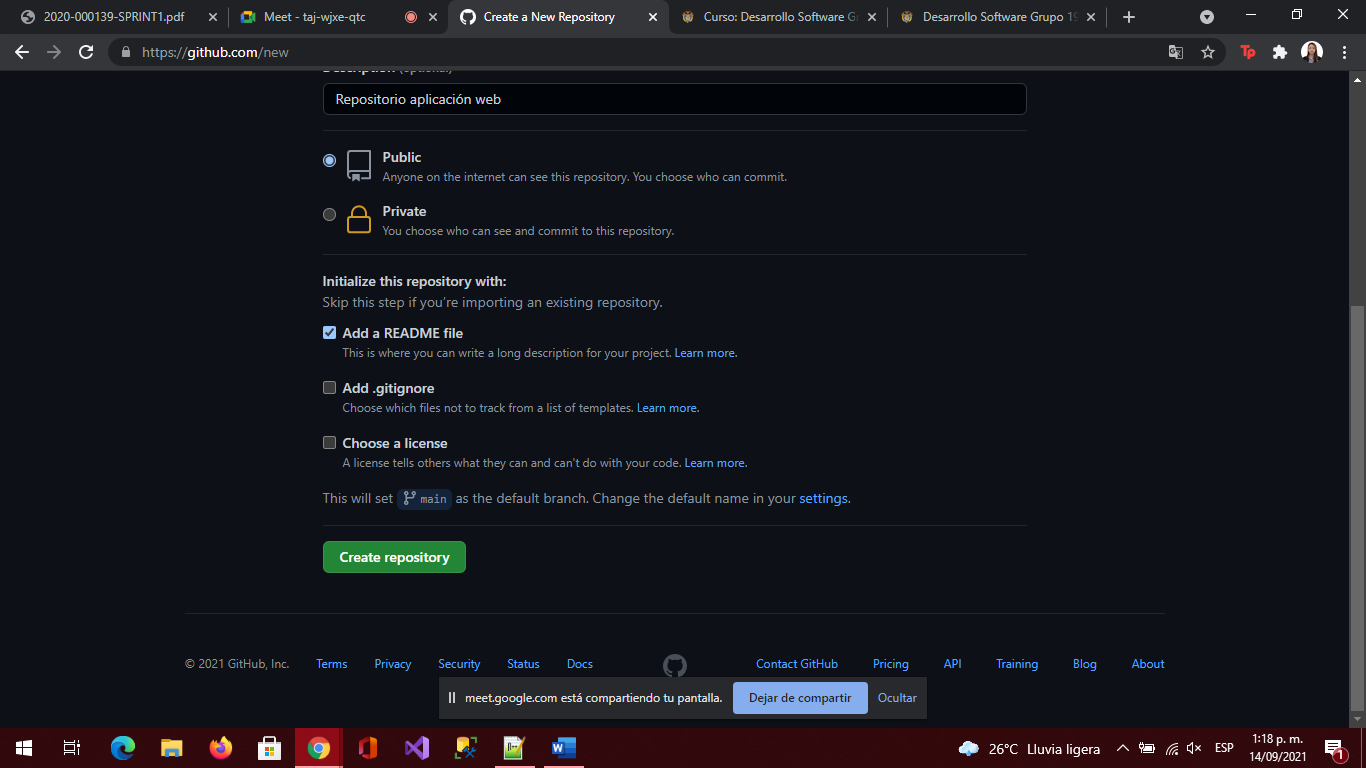 2020-000139-SPRINT1.pdf
Meet - taj-wjxe-qtc
Create a New Repository
Curso: Desarrollo Software G
Desarrollo Software Grupo 19
https://github.com/new
Tp
Description (optional)
Repositorio aplicación web
Public
Anyone on the internet can see this repository. You choose who can commit.
Private
You choose who can see and commit to this repository.
Initialize this repository with:
Skip this step if you're importing an existing repository.
Add a README file
This is where you can write a long description for your project. Learn more.
Add .gitignore
Choose which files not to track from a list of templates. Learn more.
Choose a license
A license tells others what they can and can't do with your code. Learn more.
This will set main as the default branch. Change the default name in your settings.
Create repository
© 2021 GitHub, Inc. Terms Privacy Security Status Docs Contact GitHub Pricing API Training Blog About
meet.google.com está compartiendo tu pantalla. Dejar de compartir Ocultar
26°C Lluvia ligera ESP
1:18 p. m.
14/09/2021
1